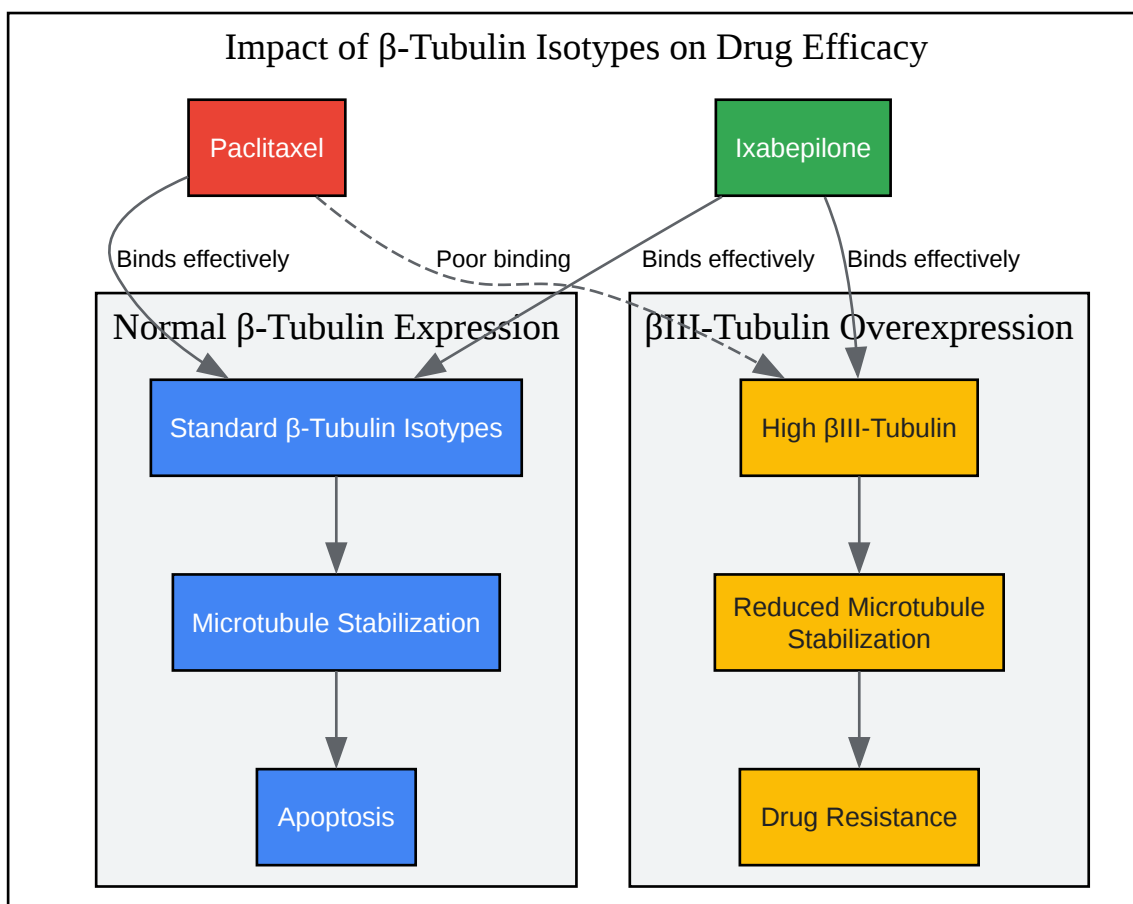 Impact of β-Tubulin Isotypes on Drug Efficacy
Paclitaxel
Ixabepilone
Binds effectively
Poor binding
Binds effectively
Binds effectively
Normal β-Tubulin Expression
βIII-Tubulin Overexpression
Standard β-Tubulin Isotypes
High βIII-Tubulin
Microtubule Stabilization
Reduced Microtubule
Stabilization
Apoptosis
Drug Resistance